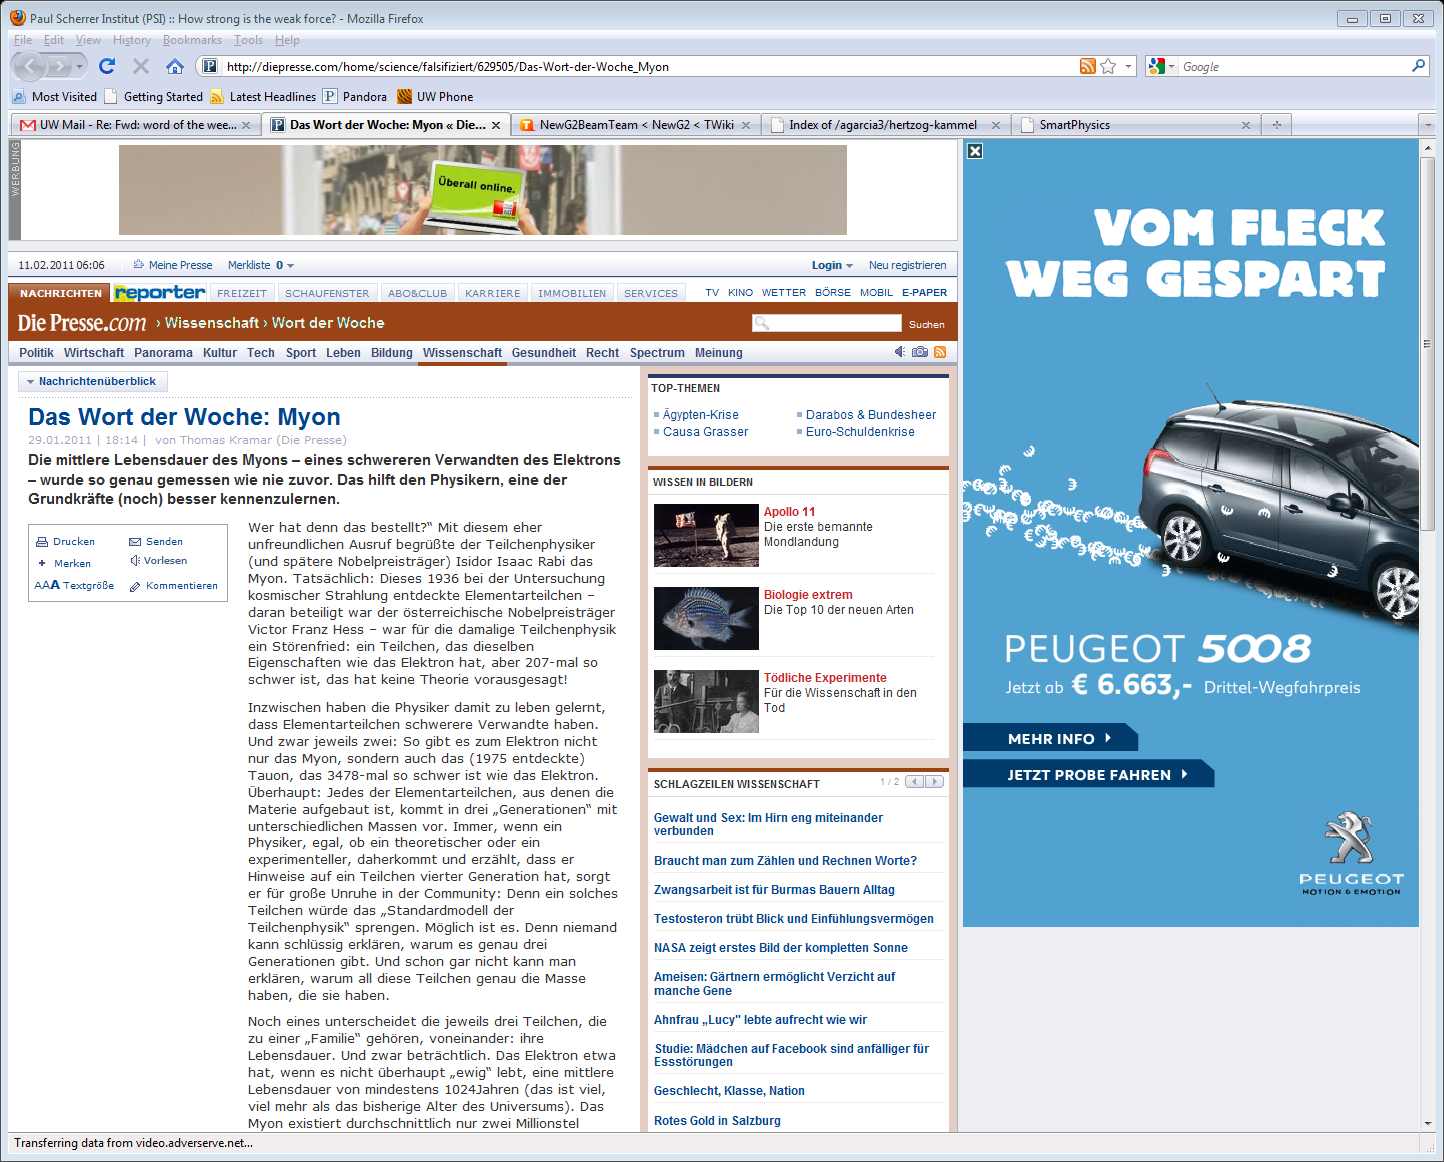 Paul Scherrer Institut (PSI) :: How strong is the weak force? - Mozilla Firefox
File Edit View History Bookmarks Tools Help
http://diepresse.com/home/science/falsifiziert/629505/Das-Wort-der-Woche_Myon
Google
Most Visited Getting Started Latest Headlines Pandora UW Phone
UW Mail - Re: Fwd: word of the wee...
Das Wort der Woche: Myon « Die...
NewG2BeamTeam < NewG2 < TWiki
Index of /agarcia3/hertzog-kammel
SmartPhysics
WERBUNG
Überall online.
11.02.2011 06:06 Meine Presse Merkliste 0 Login Neu registrieren
NACHRICHTEN reporter FREIZEIT SCHAUFENSTER ABO&CLUB KARRIERE IMMOBILIEN SERVICES TV KINO WETTER BÖRSE MOBIL E-PAPER
Die Presse.com › Wissenschaft › Wort der Woche Suchen
Politik Wirtschaft Panorama Kultur Tech Sport Leben Bildung Wissenschaft Gesundheit Recht Spectrum Meinung
Nachrichtenüberblick
Das Wort der Woche: Myon
29.01.2011 | 18:14 | von Thomas Kramar (Die Presse)
Die mittlere Lebensdauer des Myons – eines schwereren Verwandten des Elektrons
– wurde so genau gemessen wie nie zuvor. Das hilft den Physikern, eine der
Grundkräfte (noch) besser kennenzulernen.
Drucken Senden
Merken Vorlesen
AAA Textgröße Kommentieren
Wer hat denn das bestellt?“ Mit diesem eher
unfreundlichen Ausruf begrüßte der Teilchenphysiker
(und spätere Nobelpreisträger) Isidor Isaac Rabi das
Myon. Tatsächlich: Dieses 1936 bei der Untersuchung
kosmischer Strahlung entdeckte Elementarteilchen –
daran beteiligt war der österreichische Nobelpreisträger
Victor Franz Hess – war für die damalige Teilchenphysik
ein Störenfried: ein Teilchen, das dieselben
Eigenschaften wie das Elektron hat, aber 207-mal so
schwer ist, das hat keine Theorie vorausgesagt!
Inzwischen haben die Physiker damit zu leben gelernt,
dass Elementarteilchen schwerere Verwandte haben.
Und zwar jeweils zwei: So gibt es zum Elektron nicht
nur das Myon, sondern auch das (1975 entdeckte)
Tauon, das 3478-mal so schwer ist wie das Elektron.
Überhaupt: Jedes der Elementarteilchen, aus denen die
Materie aufgebaut ist, kommt in drei „Generationen“ mit
unterschiedlichen Massen vor. Immer, wenn ein
Physiker, egal, ob ein theoretischer oder ein
experimenteller, daherkommt und erzählt, dass er
Hinweise auf ein Teilchen vierter Generation hat, sorgt
er für große Unruhe in der Community: Denn ein solches
Teilchen würde das „Standardmodell der
Teilchenphysik“ sprengen. Möglich ist es. Denn niemand
kann schlüssig erklären, warum es genau drei
Generationen gibt. Und schon gar nicht kann man
erklären, warum all diese Teilchen genau die Masse
haben, die sie haben.
Noch eines unterscheidet die jeweils drei Teilchen, die
zu einer „Familie“ gehören, voneinander: ihre
Lebensdauer. Und zwar beträchtlich. Das Elektron etwa
hat, wenn es nicht überhaupt „ewig“ lebt, eine mittlere
Lebensdauer von mindestens 1024Jahren (das ist viel,
viel mehr als das bisherige Alter des Universums). Das
Myon existiert durchschnittlich nur zwei Millionstel
TOP-THEMEN
Ägypten-Krise Darabos & Bundesheer
Causa Grasser Euro-Schuldenkrise
WISSEN IN BILDERN
Apollo 11
Die erste bemannte
Mondlandung
Biologie extrem
Die Top 10 der neuen Arten
Tödliche Experimente
Für die Wissenschaft in den
Tod
SCHLAGZEILEN WISSENSCHAFT 1 / 2
Gewalt und Sex: Im Hirn eng miteinander
verbunden
Braucht man zum Zählen und Rechnen Worte?
Zwangsarbeit ist für Burmas Bauern Alltag
Testosteron trübt Blick und Einfühlungsvermögen
NASA zeigt erstes Bild der kompletten Sonne
Ameisen: Gärtnern ermöglicht Verzicht auf
manche Gene
Ahnfrau „Lucy" lebte aufrecht wie wir
Studie: Mädchen auf Facebook sind anfälliger für
Essstörungen
Geschlecht, Klasse, Nation
Rotes Gold in Salzburg
VOM FLECK
WEG GESPART
PEUGEOT 5008
Jetzt ab € 6.663,- Drittel-Wegfahrpreis
MEHR INFO
JETZT PROBE FAHREN
PEUGEOT
MOTION & EMOTION
Transferring data from video.adverserve.net...